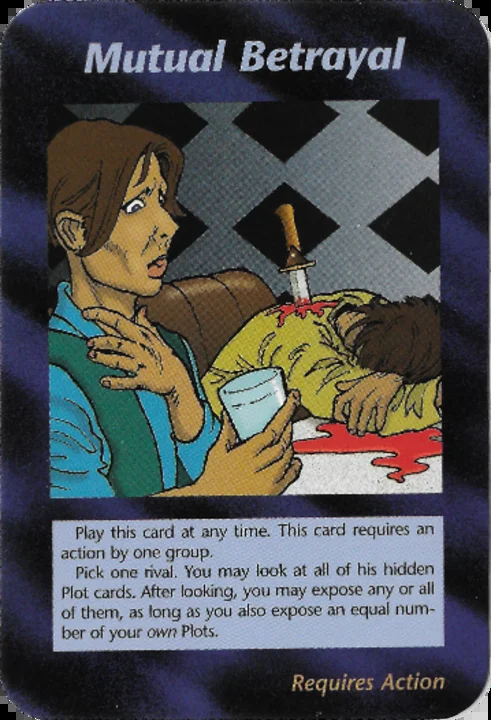 Mutual Betrayal
Play this card at any time. This card requires an
action by one group.
Pick one rival. You may look at all of his hidden
Plot cards. After looking, you may expose any or all
of them, as long as you also expose an equal num-
ber of your own Plots.
Requires Action